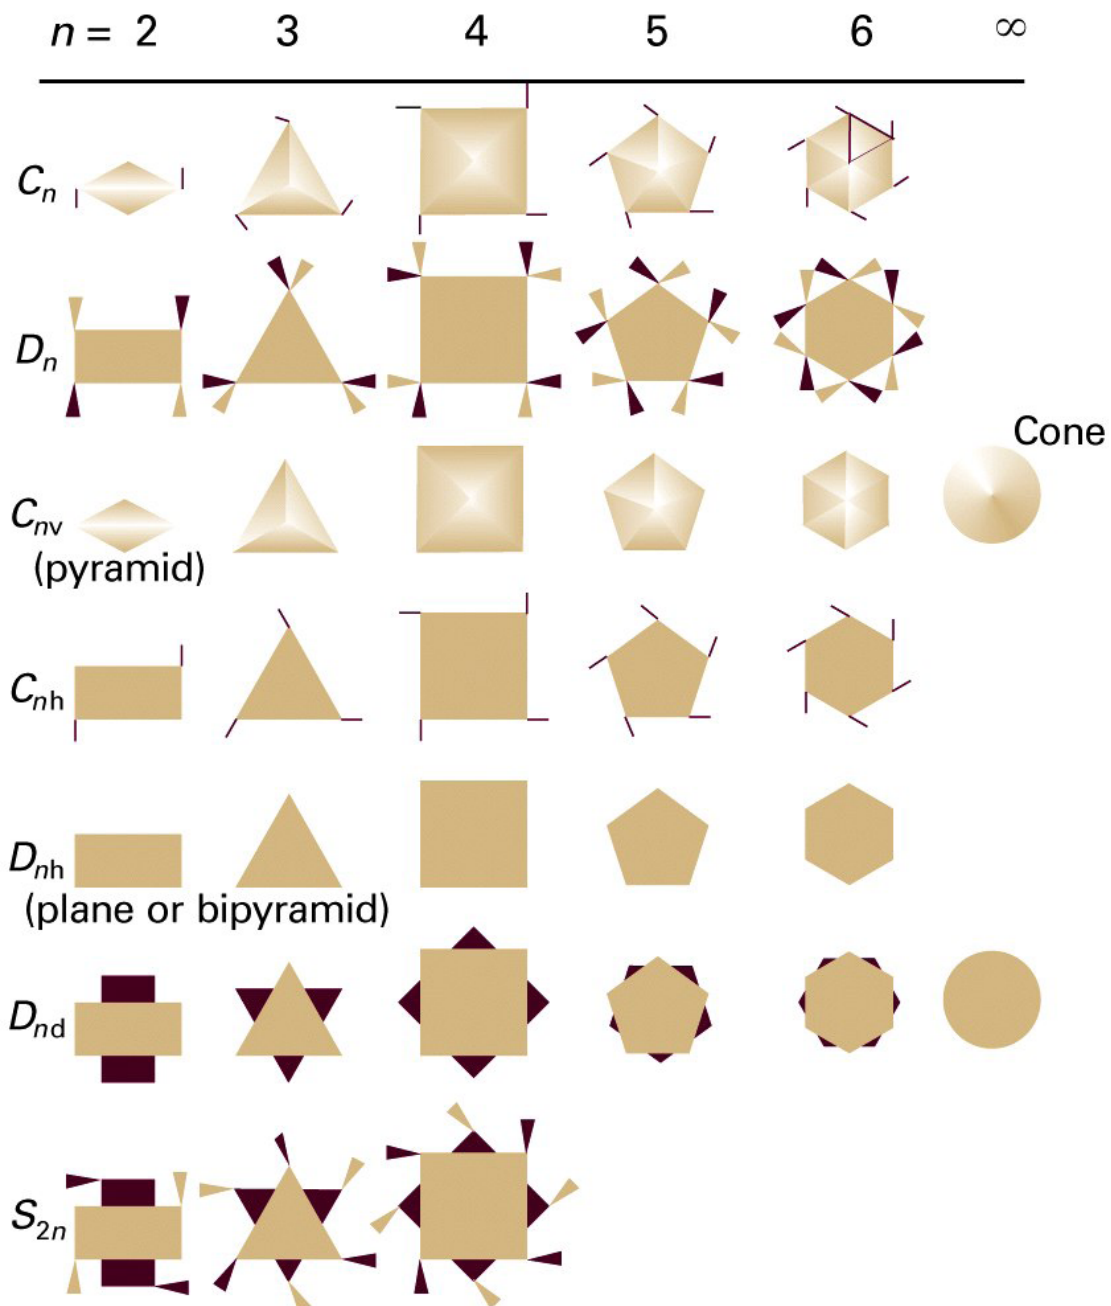 n = 2 3 4 5 6 ∞
Cn
Dn
Cone
Cnv
(pyramid)
Cnh
Dnh
(plane or bipyramid)
Dnd
S2n